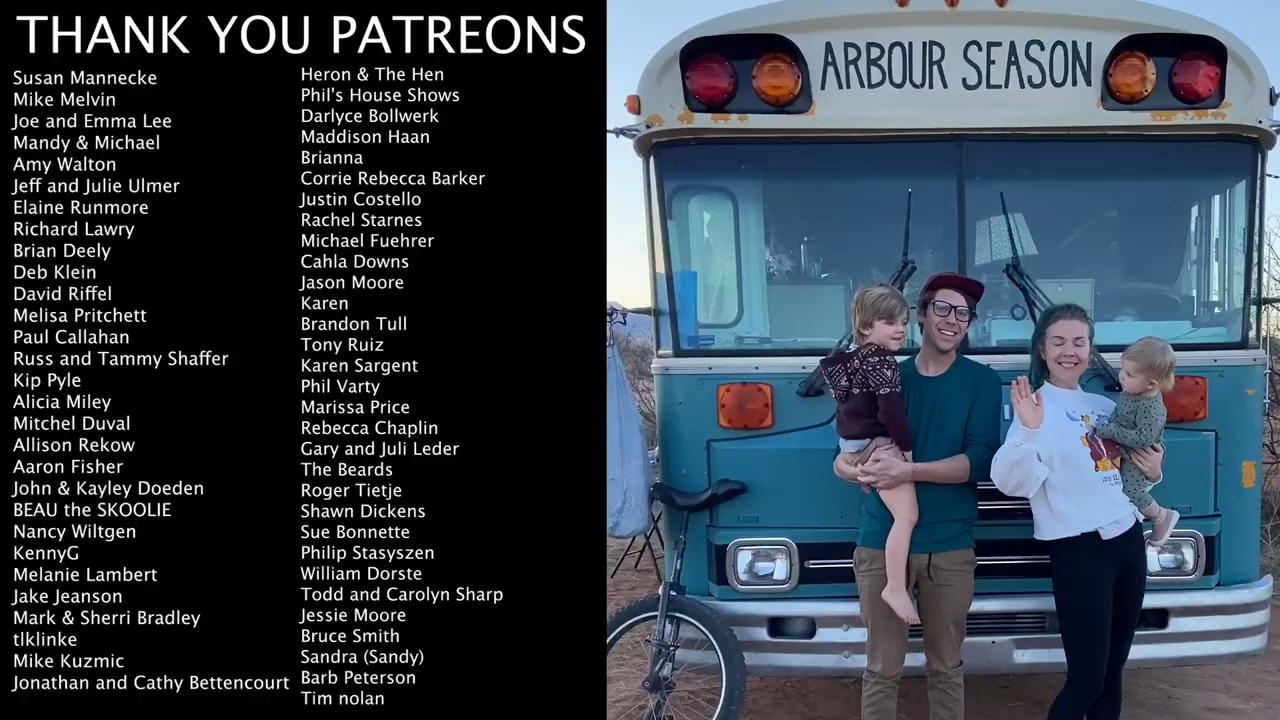 THANK YOU PATREONS
Susan Mannecke
Mike Melvin
Joe and Emma Lee
Mandy & Michael
Amy Walton
Jeff and Julie Ulmer
Elaine Runmore
Richard Lawry
Brian Deely
Deb Klein
David Riffel
Melisa Pritchett
Paul Callahan
Russ and Tammy Shaffer
Kip Pyle
Alicia Miley
Mitchel Duval
Allison Rekow
Aaron Fisher
John & Kayley Doeden
BEAU the SKOOLIE
Nancy Wiltgen
KennyG
Melanie Lambert
Jake Jeanson
Mark & Sherri Bradley
tlklinke
Mike Kuzmic
Jonathan and Cathy Bettencourt
Heron & The Hen
Phil's House Shows
Darlyce Bollwerk
Maddison Haan
Brianna
Corrie Rebecca Barker
Justin Costello
Rachel Starnes
Michael Fuehrer
Cahla Downs
Jason Moore
Karen
Brandon Tull
Tony Ruiz
Karen Sargent
Phil Varty
Marissa Price
Rebecca Chaplin
Gary and Juli Leder
The Beards
Roger Tietje
Shawn Dickens
Sue Bonnette
Philip Stasyszen
William Dorste
Todd and Carolyn Sharp
Jessie Moore
Bruce Smith
Sandra (Sandy)
Barb Peterson
Tim nolan
ARBOUR SEASON